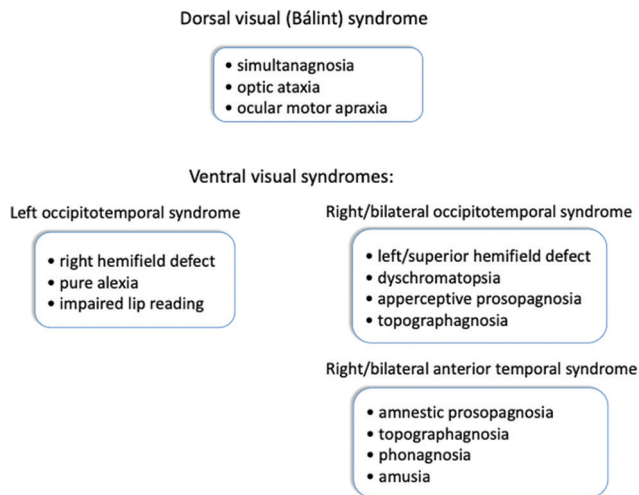 Dorsal visual (Bálint) syndrome
• simultanagnosia
• optic ataxia
• ocular motor apraxia
Ventral visual syndromes:
Left occipitotemporal syndrome
• right hemifield defect
• pure alexia
• impaired lip reading
Right/bilateral occipitotemporal syndrome
• left/superior hemifield defect
• dyschromatopsia
• apperceptive prosopagnosia
• topographagnosia
Right/bilateral anterior temporal syndrome
• amnestic prosopagnosia
• topographagnosia
• phonagnosia
• amusia